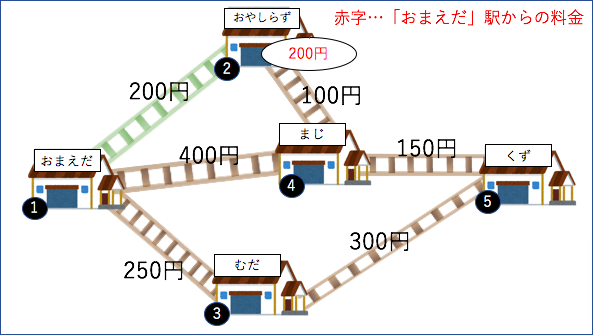 赤字…「おまえだ」駅からの料金
おやしらず
200円
2
200円
100円
まじ
おまえだ
400円
150円
くず
4
1
5
250円
300円
むだ
3